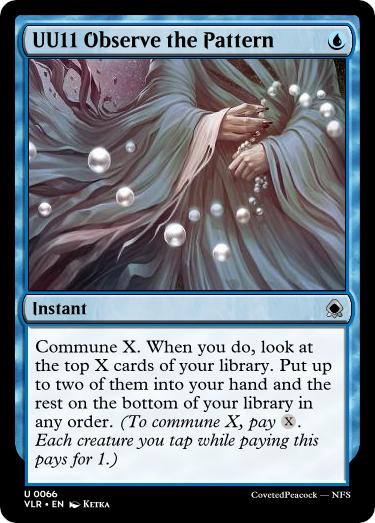 UU11 Observe the Pattern
Instant
Commune X. When you do, look at
the top X cards of your library. Put up
to two of them into your hand and the
rest on the bottom of your library in
any order. (To commune X, pay X.
Each creature you tap while paying this
pays for 1.)
U 0066
VLR • EN Ketka
CovetedPeacock — NFS